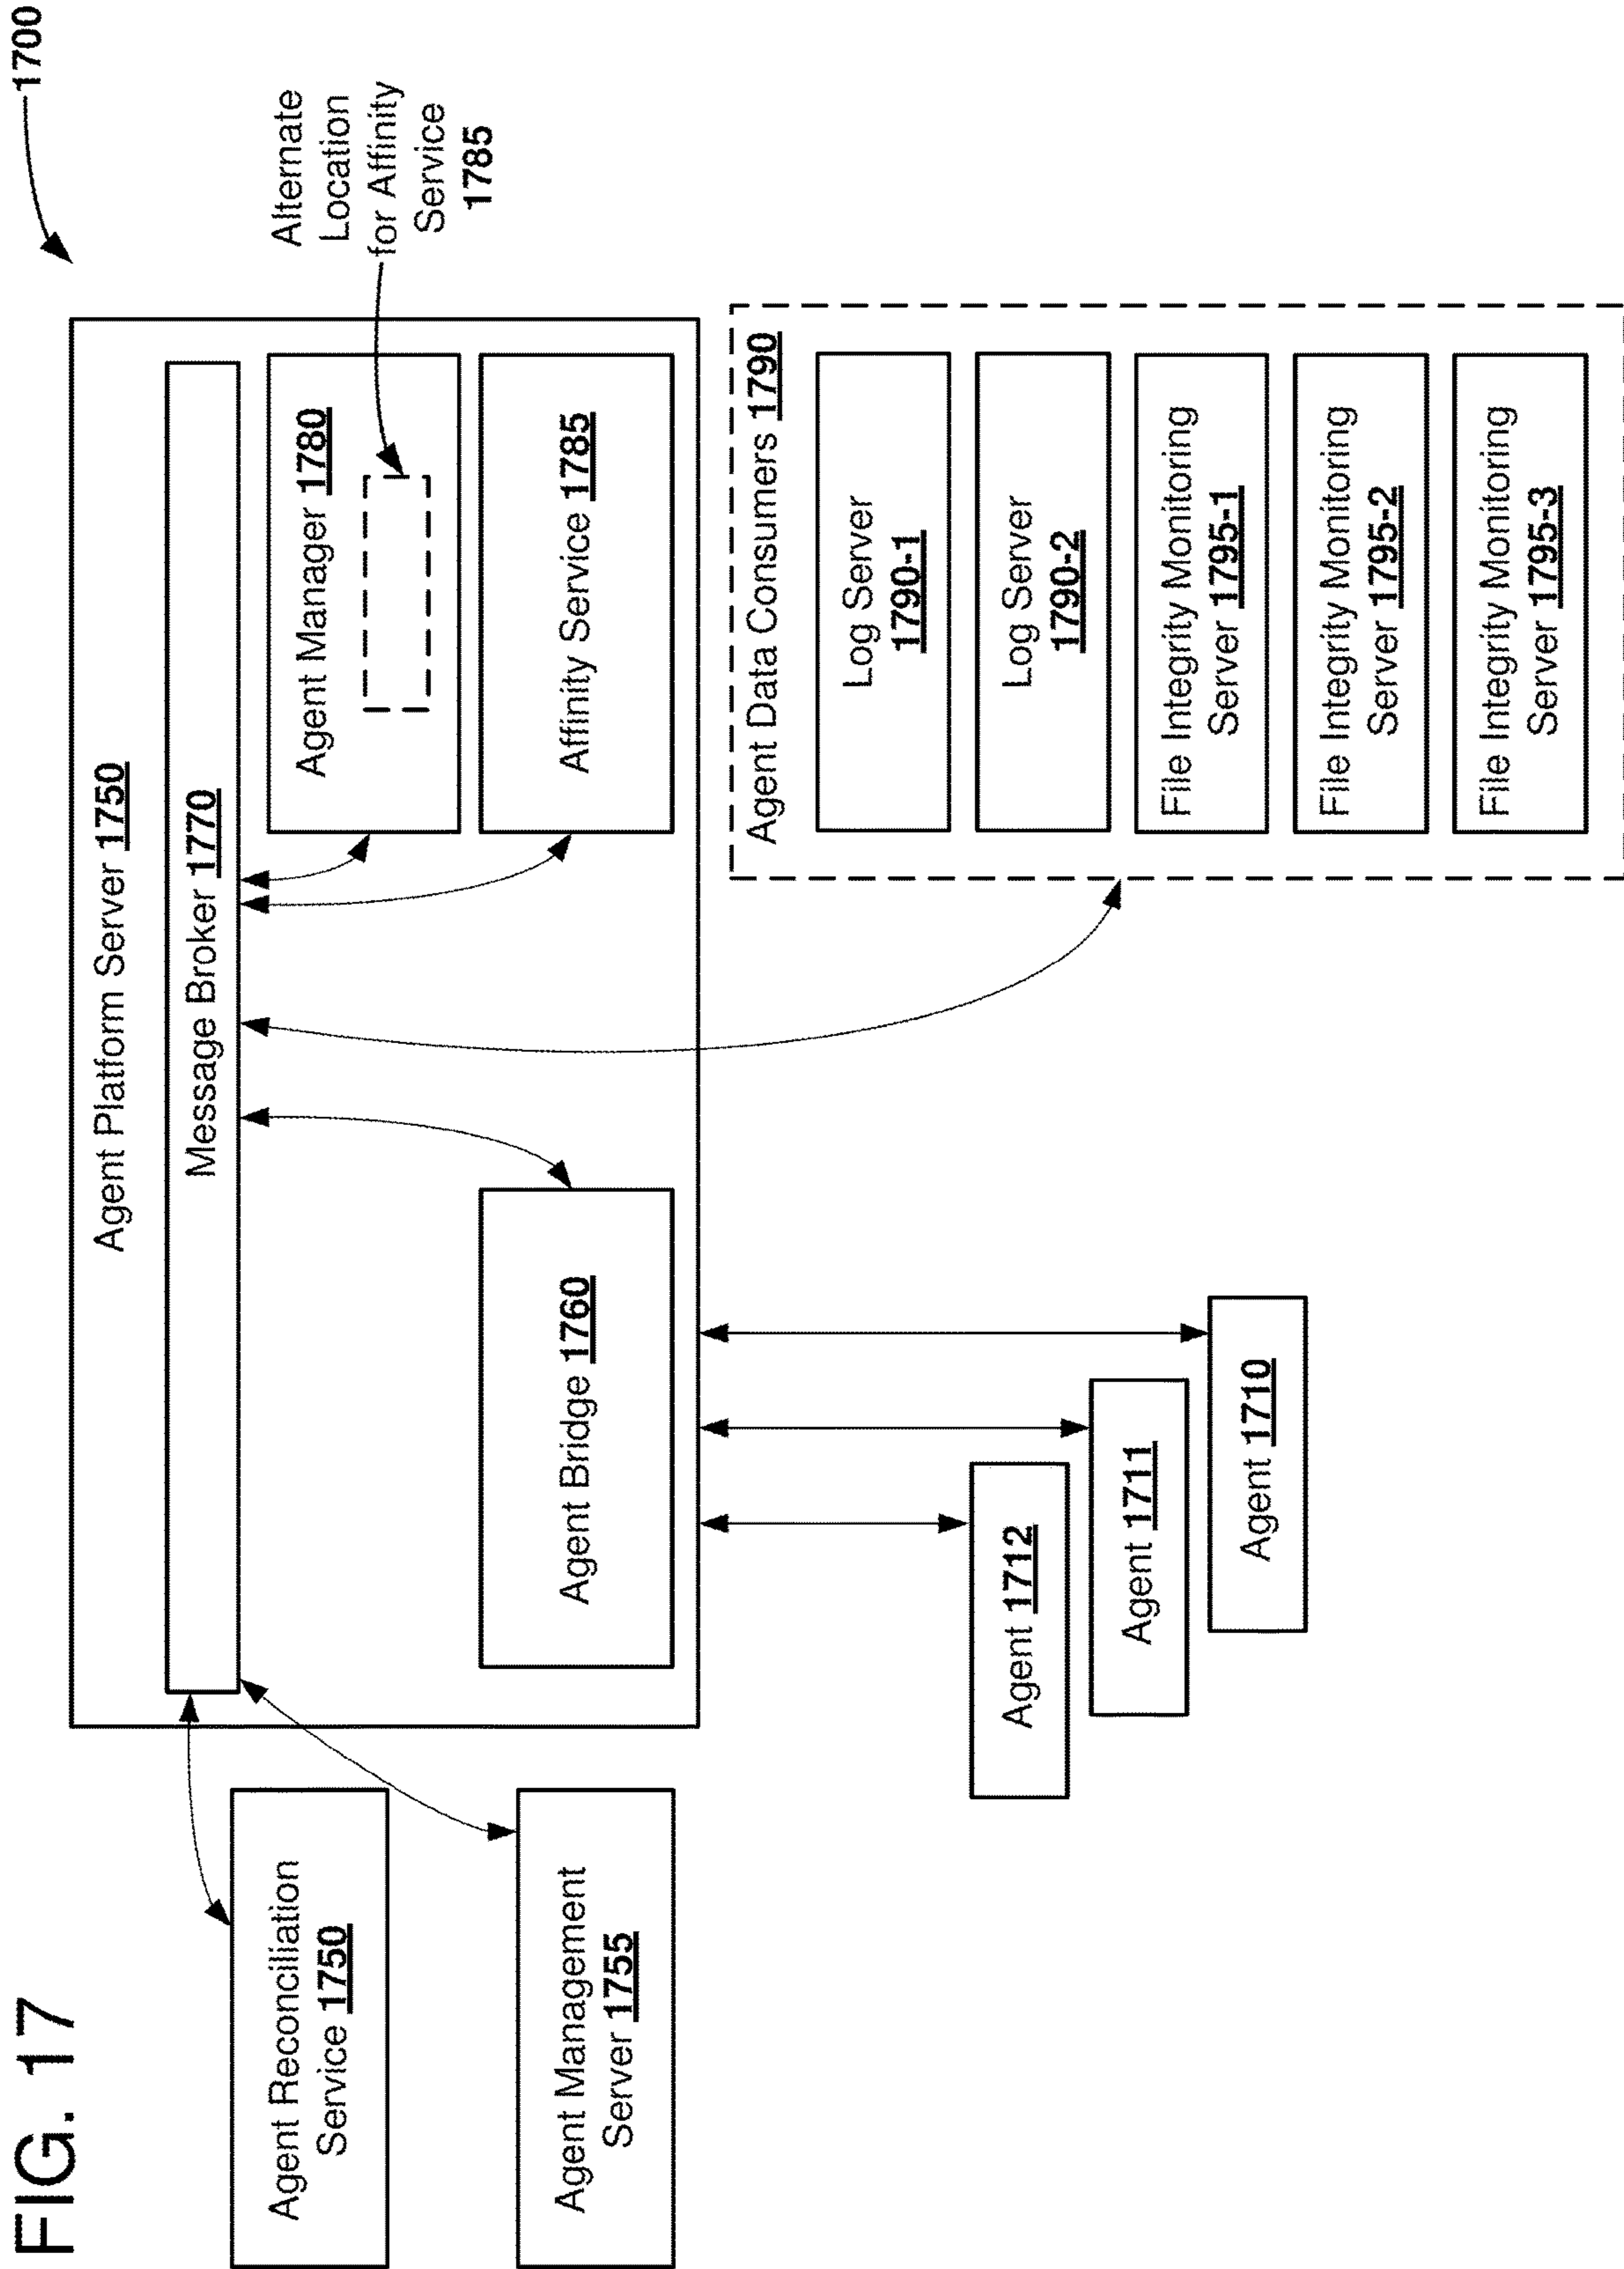 FIG. 17
1700
Agent Platform Server 1750
Message Broker 1770
Agent Reconciliation
Service 1750
Agent Management
Server 1755
Agent Bridge 1760
Agent Manager 1780
Affinity Service 1785
Alternate
Location
for Affinity
Service
1785
Agent 1712
Agent 1711
Agent 1710
Agent Data Consumers 1790
Log Server
1790-1
Log Server
1790-2
File Integrity Monitoring
Server 1795-1
File Integrity Monitoring
Server 1795-2
File Integrity Monitoring
Server 1795-3